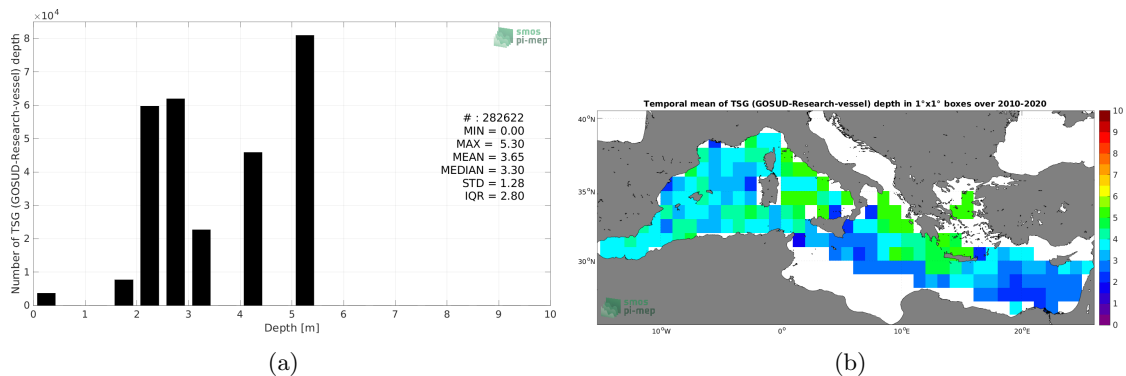 ×10⁴
8
7
6
5
4
3
2
1
0
Number of TSG (GOSUD-Research-vessel) depth
0 1 2 3 4 5 6 7 8 9 10
Depth [m]
smos
pi-mep
# : 282622
MIN = 0.00
MAX = 5.30
MEAN = 3.65
MEDIAN = 3.30
STD = 1.28
IQR = 2.80
(a)
Temporal mean of TSG (GOSUD-Research-vessel) depth in 1°x1° boxes over 2010-2020
40°N
35°N
30°N
10°W 0° 10°E 20°E
smos
pi-mep
10
9
8
7
6
5
4
3
2
1
0
(b)